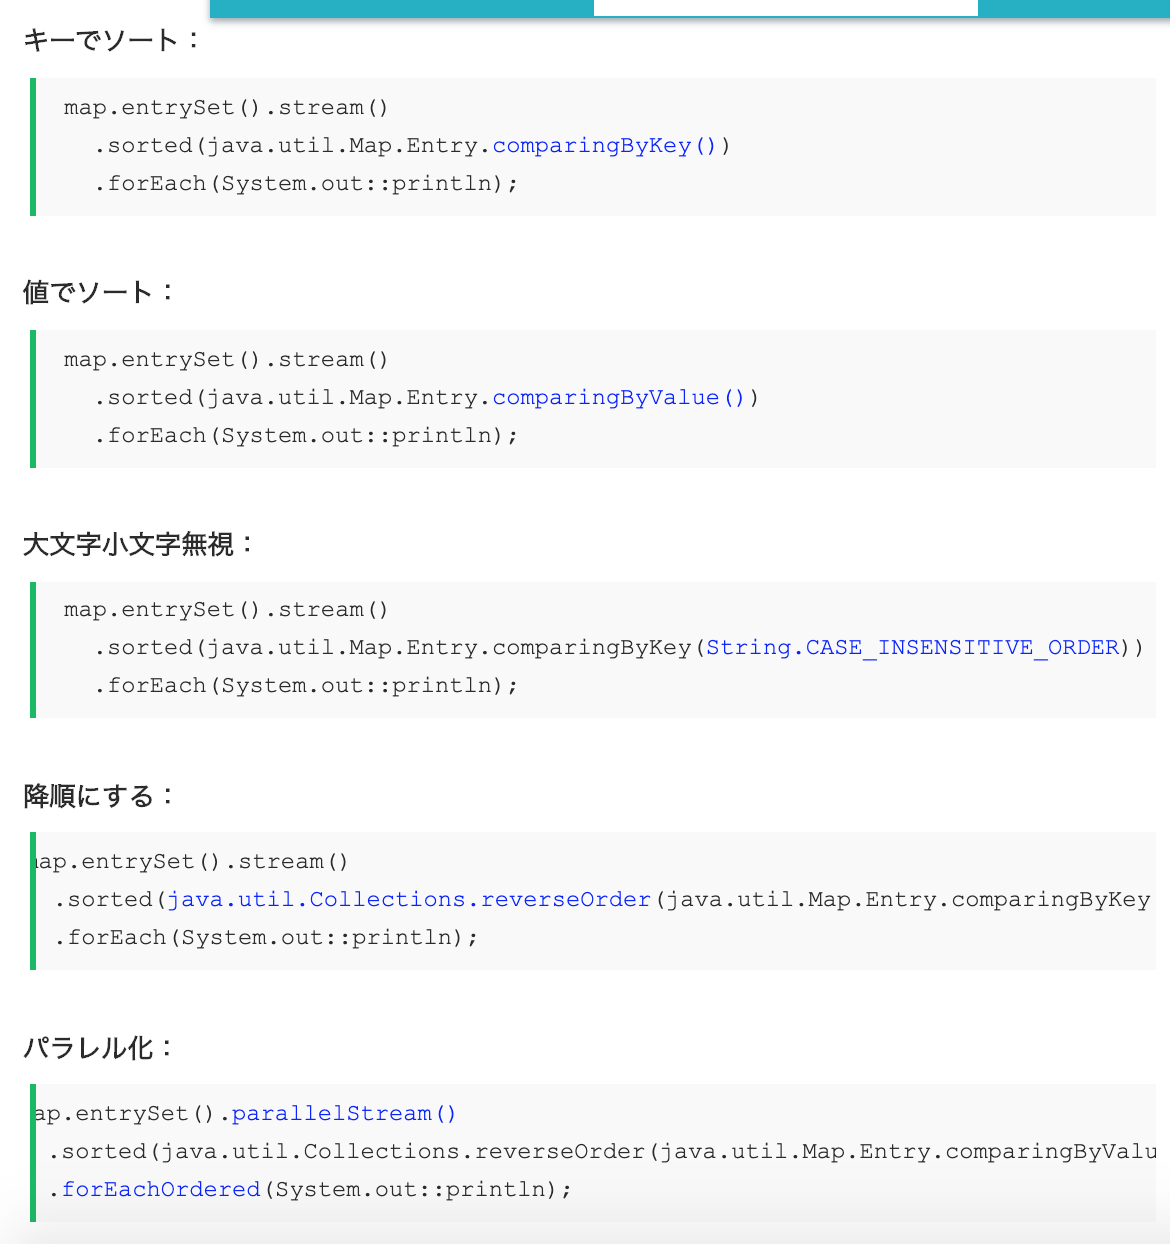 キーでソート：
map.entrySet().stream()
.sorted(java.util.Map.Entry.comparingByKey())
.forEach(System.out::println);
値でソート：
map.entrySet().stream()
.sorted(java.util.Map.Entry.comparingByValue())
.forEach(System.out::println);
大文字小文字無視：
map.entrySet().stream()
.sorted(java.util.Map.Entry.comparingByKey(String.CASE_INSENSITIVE_ORDER))
.forEach(System.out::println);
降順にする：
ap.entrySet().stream()
.sorted(java.util.Collections.reverseOrder(java.util.Map.Entry.comparingByKey
.forEach(System.out::println);
パラレル化：
ap.entrySet().parallelStream()
.sorted(java.util.Collections.reverseOrder(java.util.Map.Entry.comparingByValu
.forEachOrdered(System.out::println);